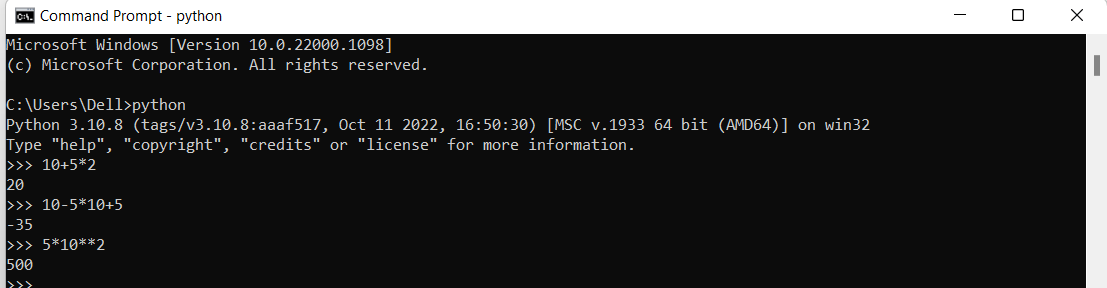 Command Prompt - python
Microsoft Windows [Version 10.0.22000.1098]
(c) Microsoft Corporation. All rights reserved.
C:\Users\Dell>python
Python 3.10.8 (tags/v3.10.8:aaaf517, Oct 11 2022, 16:50:30) [MSC v.1933 64 bit (AMD64)] on win32
Type "help", "copyright", "credits" or "license" for more information.
>>> 10+5*2
20
>>> 10-5*10+5
-35
>>> 5*10**2
500
>>>